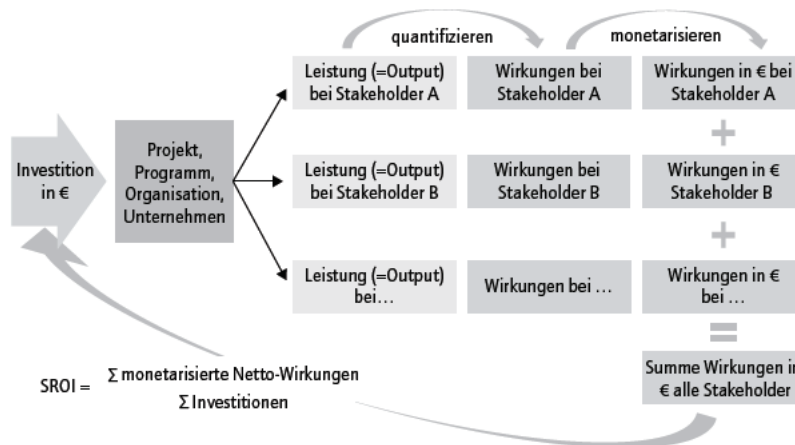 quantifizieren
monetarisieren
Leistung (=Output)
bei Stakeholder A
Wirkungen bei
Stakeholder A
Wirkungen in € bei
Stakeholder A
+
Investition
in €
Projekt,
Programm,
Organisation,
Unternehmen
Leistung (=Output)
bei Stakeholder B
Wirkungen bei
Stakeholder B
Wirkungen in €
Stakeholder B
+
Leistung (=Output)
bei…
Wirkungen bei …
Wirkungen in €
bei …
=
Summe Wirkungen in
€ alle Stakeholder
SROI =
Σ monetarisierte Netto-Wirkungen
Σ Investitionen